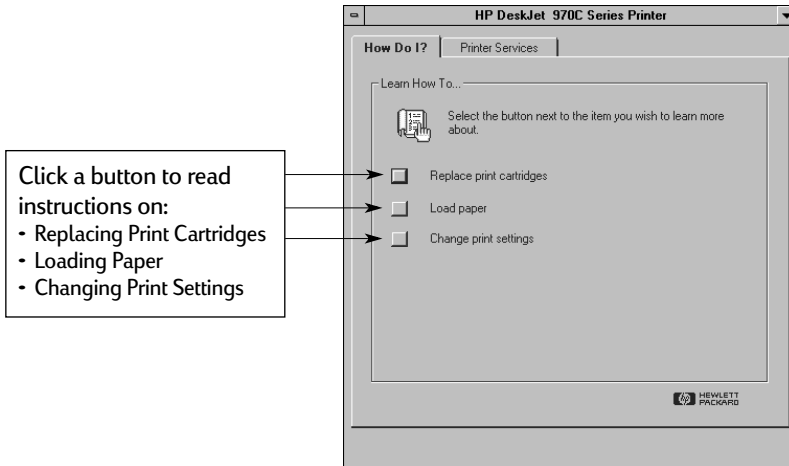 HP DeskJet 970C Series Printer
How Do I?
Printer Services
Learn How To...
Select the button next to the item you wish to learn more
about.
Click a button to read
instructions on:
• Replacing Print Cartridges
• Loading Paper
• Changing Print Settings
Replace print cartridges
Load paper
Change print settings
hp HEWLETT
PACKARD